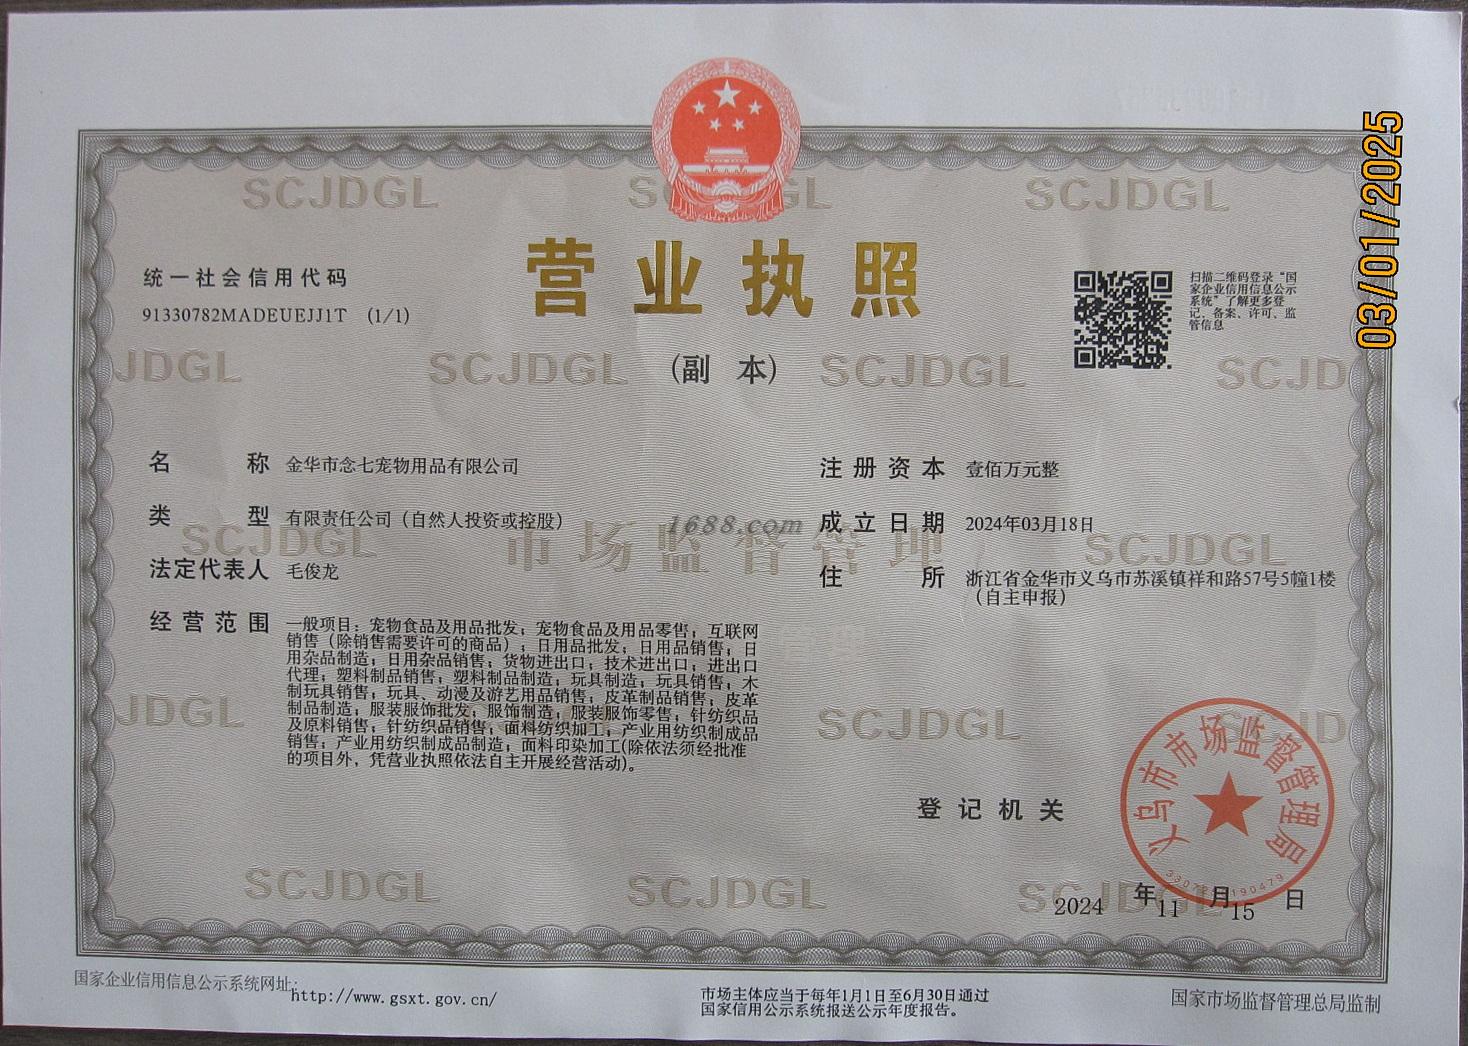 统一社会信用代码
91330782MADEUEJJ1T (1/1)
营业执照
(副 本)
扫描二维码登录“国
家企业信用信息公示
系统”了解更多登
记、备案、许可、监
管信息
03/01/2025
名 称 金华市念七宠物用品有限公司
类 型 有限责任公司（自然人投资或控股）
法定代表人 毛俊龙
经营范围 一般项目：宠物食品及用品批发；宠物食品及用品零售；互联网
销售（除销售需要许可的商品）；日用品批发；日用品销售；日
用杂品制造；日用杂品销售；货物进出口；技术进出口；进出口
代理；塑料制品销售；塑料制品制造；玩具制造；玩具销售；木
制玩具销售；玩具、动漫及游艺用品销售；皮革制品销售；皮革
制品制造；服装服饰批发；服饰制造；服装服饰零售；针纺织品
及原料销售；针纺织品销售；面料纺织加工；产业用纺织制成品
销售；产业用纺织制成品制造；面料印染加工(除依法须经批准
的项目外，凭营业执照依法自主开展经营活动)。
注册资本 壹佰万元整
成立日期 2024年03月18日
住 所 浙江省金华市义乌市苏溪镇祥和路57号5幢1楼
（自主申报）
1688.com
市场监督管理
SCJDGL
登记机关
义乌市市场监督管理局
2024 年 11 月 15 日
国家企业信用信息公示系统网址：
http://www.gsxt.gov.cn/
市场主体应当于每年1月1日至6月30日通过
国家信用公示系统报送公示年度报告。
国家市场监督管理总局监制